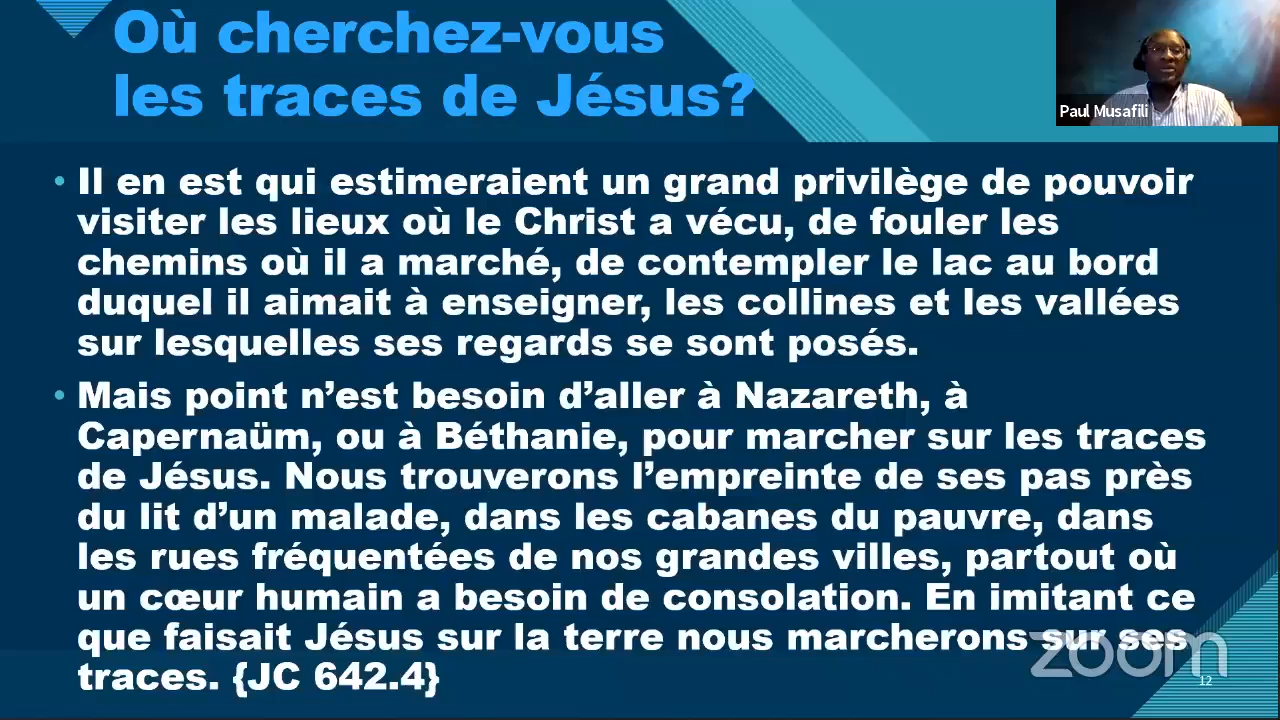 Où cherchez-vous
les traces de Jésus?
Paul Musafili
• Il en est qui estimeraient un grand privilège de pouvoir
visiter les lieux où le Christ a vécu, de fouler les
chemins où il a marché, de contempler le lac au bord
duquel il aimait à enseigner, les collines et les vallées
sur lesquelles ses regards se sont posés.
• Mais point n’est besoin d’aller à Nazareth, à
Capernaüm, ou à Béthanie, pour marcher sur les traces
de Jésus. Nous trouverons l’empreinte de ses pas près
du lit d’un malade, dans les cabanes du pauvre, dans
les rues fréquentées de nos grandes villes, partout où
un cœur humain a besoin de consolation. En imitant ce
que faisait Jésus sur la terre nous marcherons sur ses
traces. {JC 642.4}
zoom
12